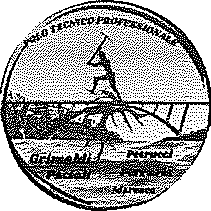 POLO TECNICO PROFESSIONALE
Grimaldi
Pacioli
Petrucci
Ferraris
Maresca